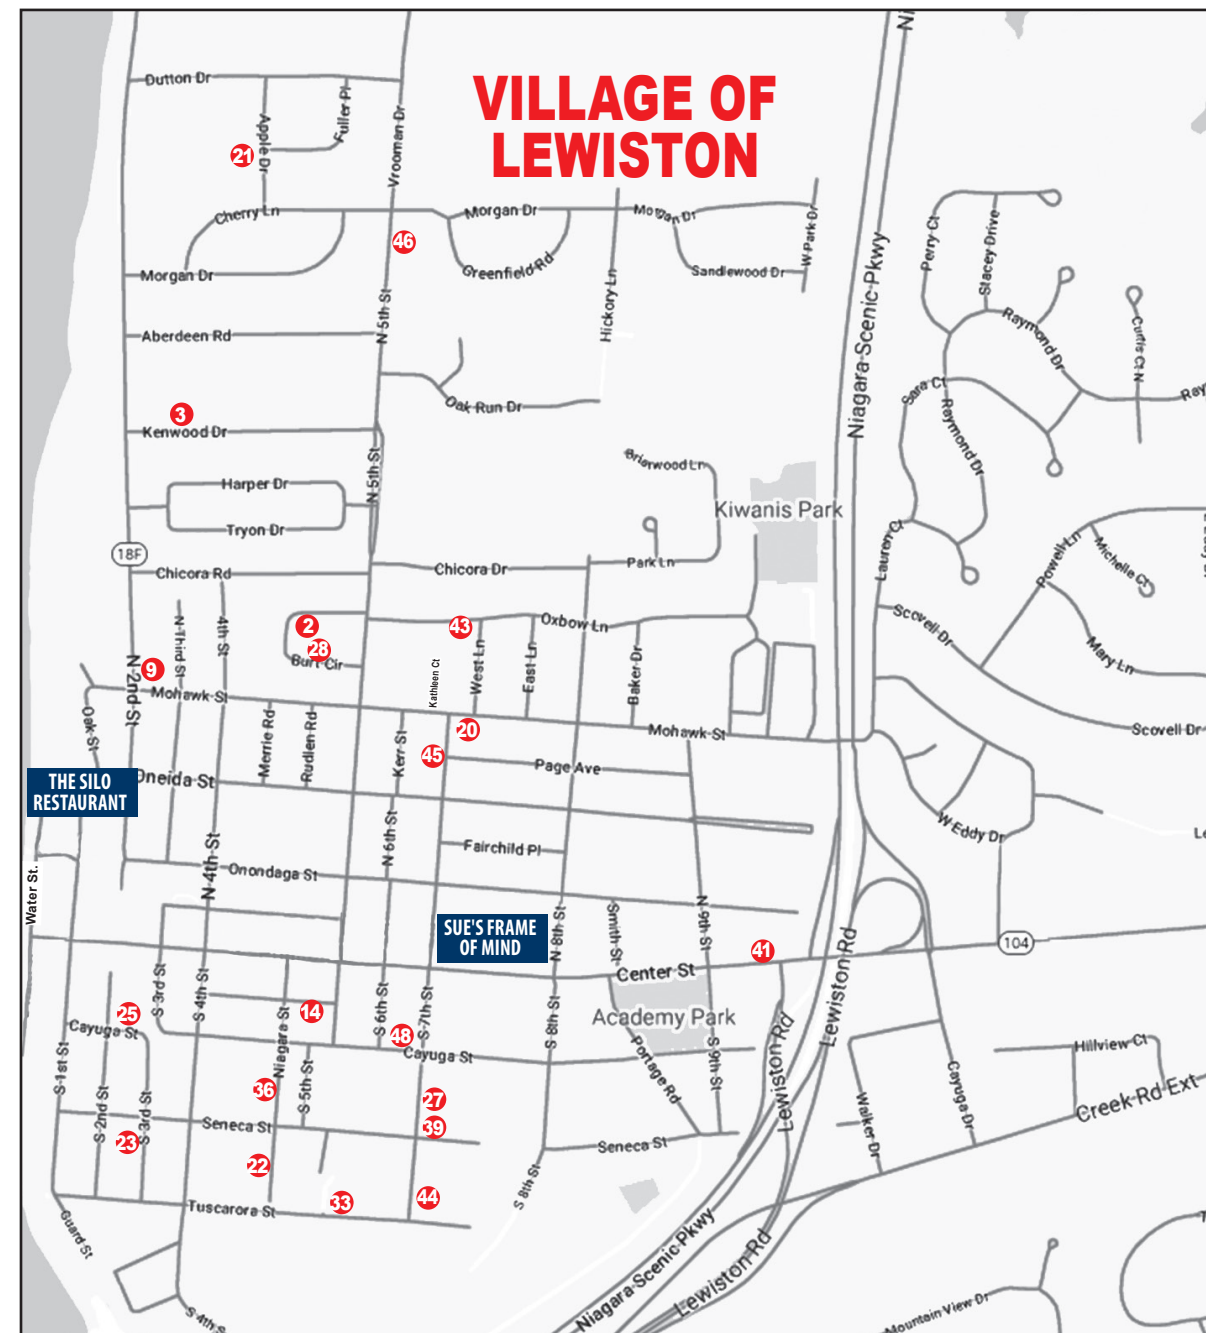 VILLAGE OF
LEWISTON
Dutton Dr
Apple Dr
Fuller Pl
Vrooman Dr
21
Cherry Ln
Morgan Dr
Morgan Dr
W Park Dr
46
Greenfield Rd
Sandlewood Dr
Hickory Ln
Morgan Dr
N 5th St
Aberdeen Rd
Oak Run Dr
3
Kenwood Dr
N 5th St
Harper Dr
Tryon Dr
18F
Chicora Rd
Chicora Dr
Briarwood Ln
Park Ln
Kiwanis Park
Niagara Scenic Pkwy
Ni
Perry Ct
Stacey Drive
Raymond Dr
Curtis Ct N
Ray
Sara Ct
Raymond Dr
Lauren Ct
Powell Ln
Michelle Ct
Scovell Dr
Mary Ln
Scovell Dr
N Third St
4th St
2
28
Burt Cir
43
Oxbow Ln
Kathleen Ct
West Ln
East Ln
Baker Dr
9
N 2nd St
Mohawk St
Oak St
Merrie Rd
Rudlen Rd
Kerr St
20
45
Mohawk St
Page Ave
THE SILO
RESTAURANT
Oneida St
N 6th St
Fairchild Pl
N 4th St
Onondaga St
Water St.
SUE'S FRAME
OF MIND
N 8th St
Smith St
N 9th St
41
Center St
104
W Eddy Dr
Le
Lewiston Rd
S 3rd St
S 4th St
25
Cayuga St
14
Niagara St
S 6th St
48
S 7th St
Cayuga St
S 8th St
Academy Park
Portage Rd
S 9th St
Lewiston Rd
S 1st St
S 2nd St
S 3rd St
36
S 5th St
27
39
Seneca St
23
22
Seneca St
S 8th St
Tuscarora St
33
44
Guard St
S 4th S
Walker Dr
Cayuga Dr
Hillview Ct
Creek Rd Ext
Niagara Scenic Pkwy
Lewiston Rd
Mountain View Dr